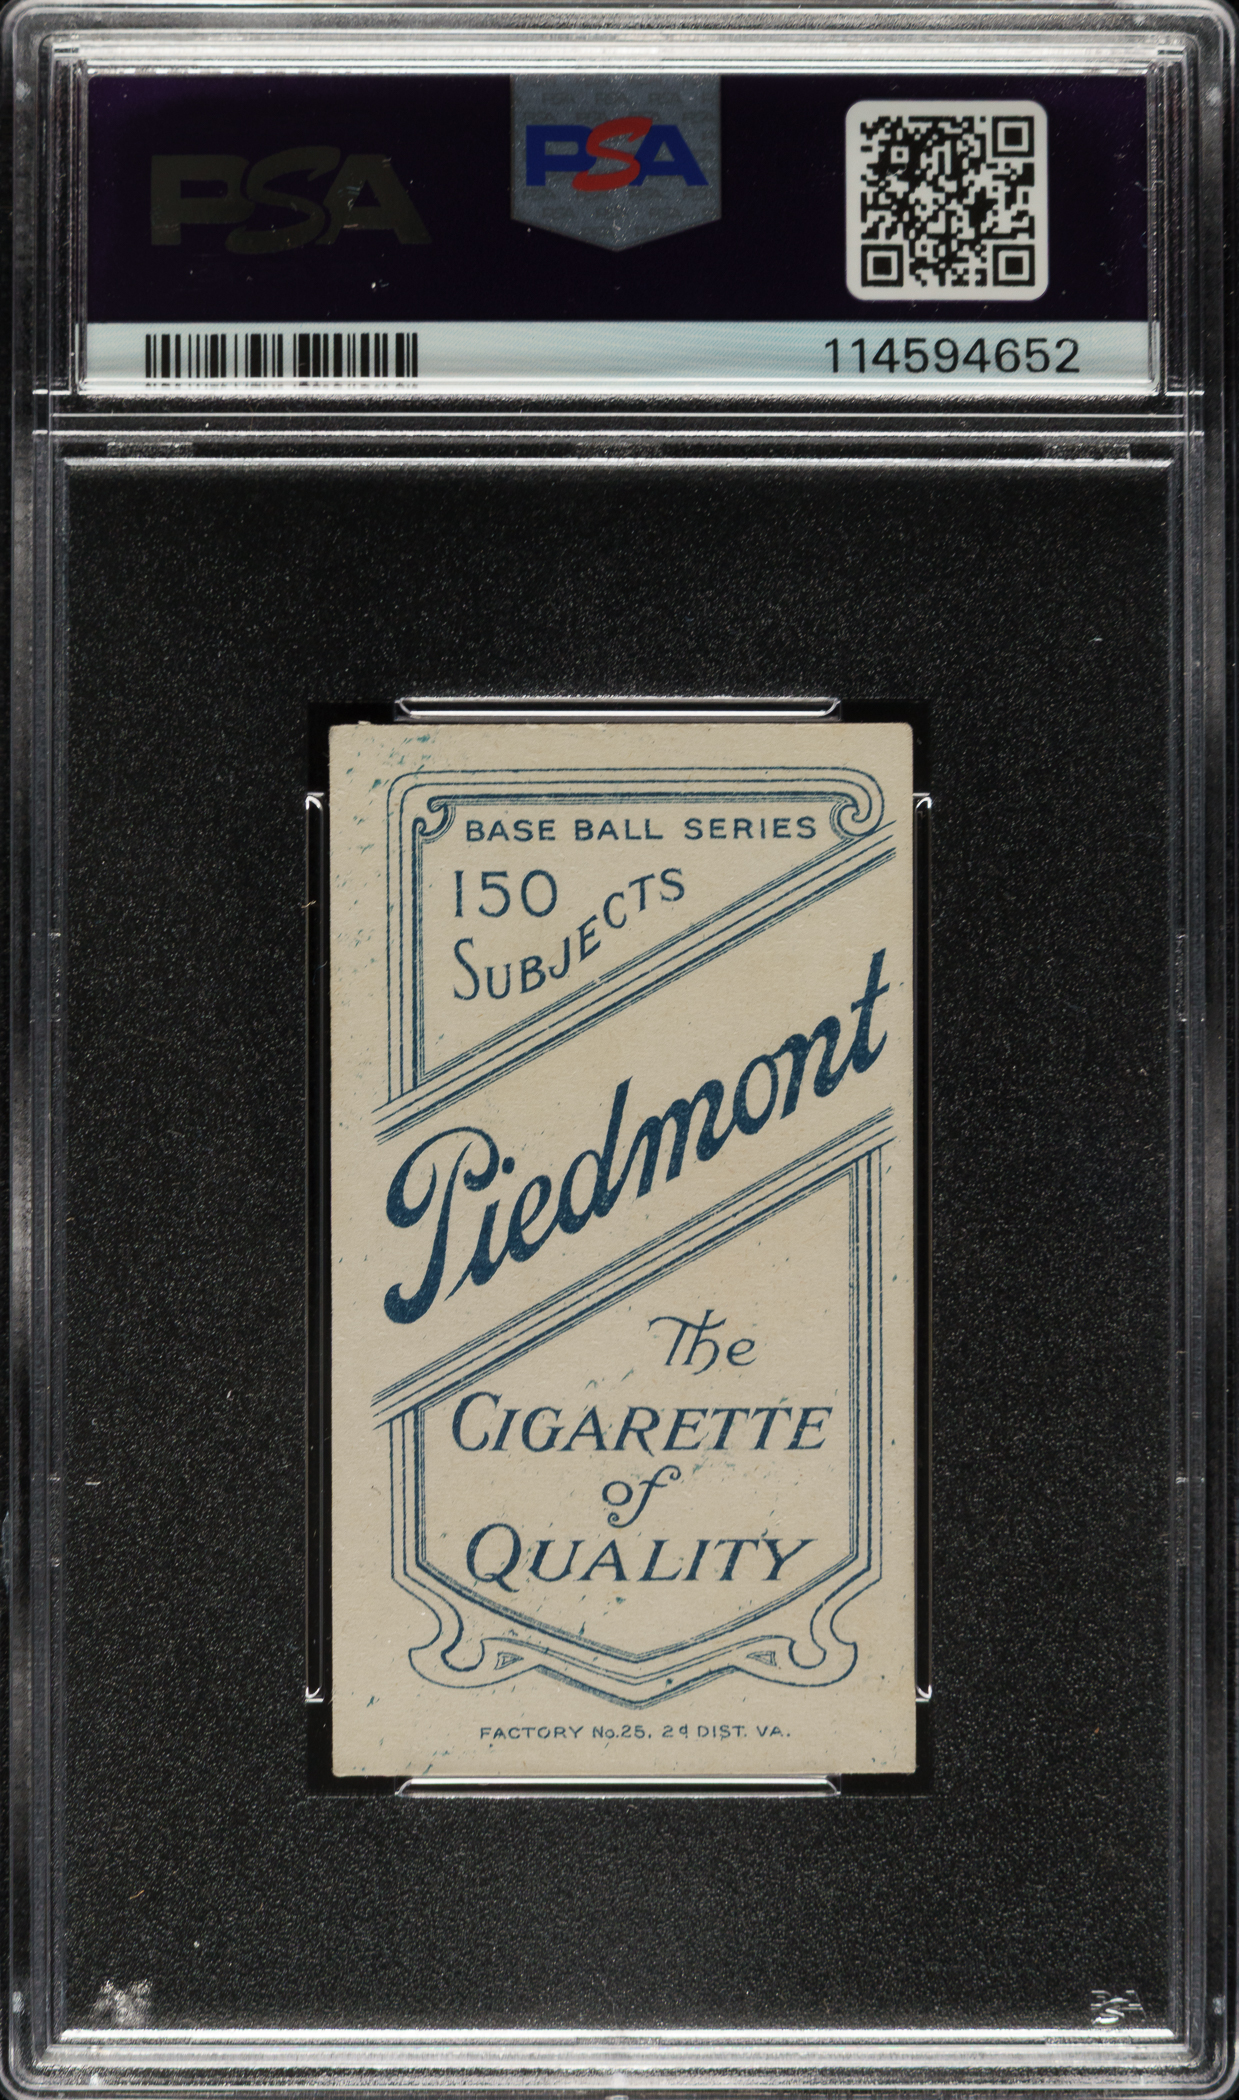 PSA
PSA
114594652
BASE BALL SERIES
150
SUBJECTS
Piedmont
The
CIGARETTE
of
QUALITY
FACTORY No. 25, 2d DIST. VA.